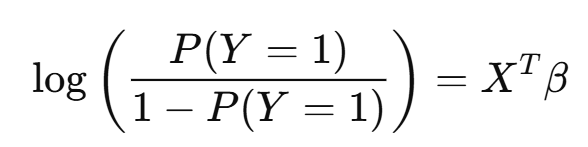 log ( P(Y = 1) / 1 − P(Y = 1) ) = X^T β